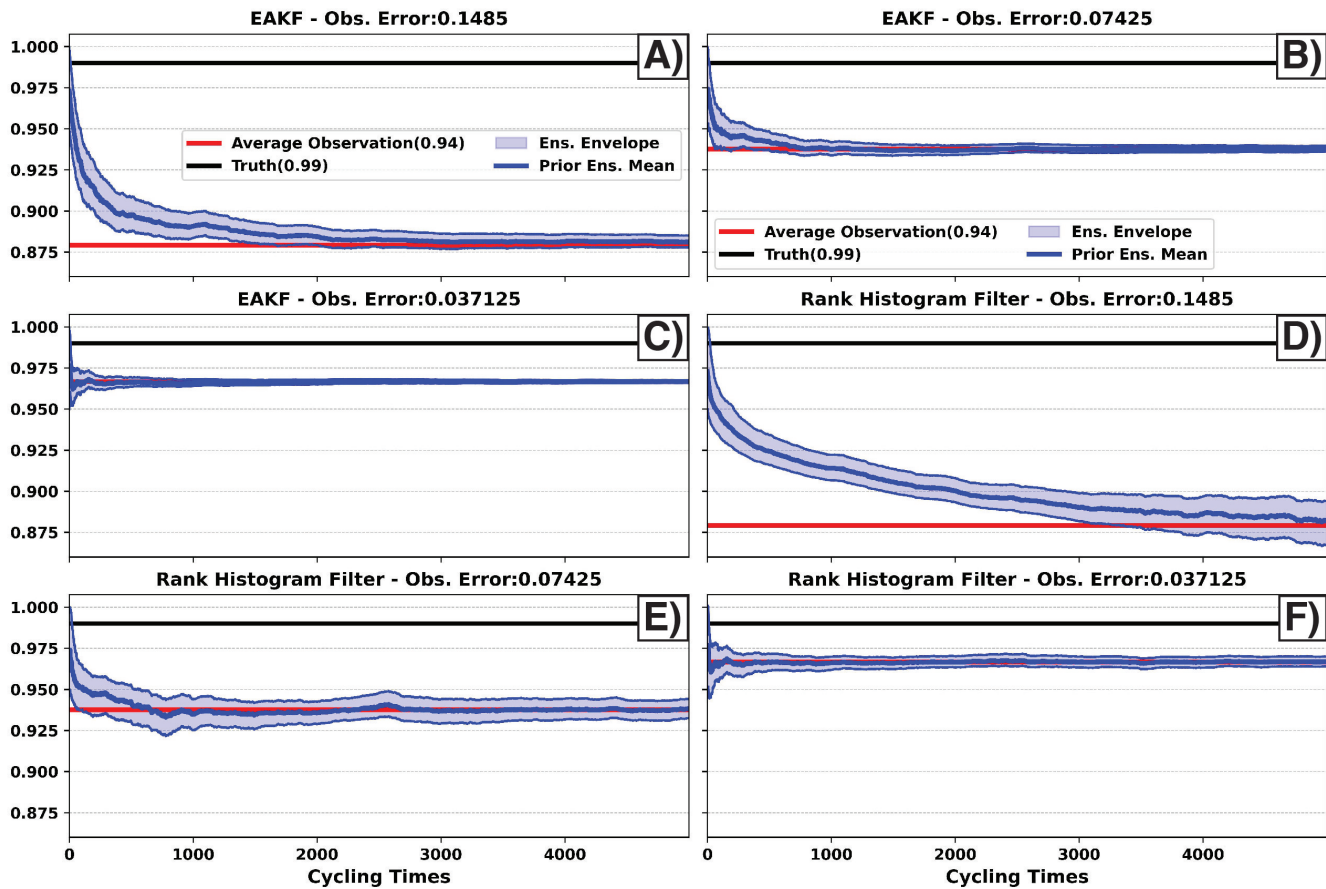 EAKF - Obs. Error:0.1485
EAKF - Obs. Error:0.07425
A)
B)
1.000
0.975
0.950
0.925
0.900
0.875
Average Observation(0.94)
Truth(0.99)
Ens. Envelope
Prior Ens. Mean
Average Observation(0.94)
Truth(0.99)
Ens. Envelope
Prior Ens. Mean
EAKF - Obs. Error:0.037125
Rank Histogram Filter - Obs. Error:0.1485
C)
D)
1.000
0.975
0.950
0.925
0.900
0.875
Rank Histogram Filter - Obs. Error:0.07425
Rank Histogram Filter - Obs. Error:0.037125
E)
F)
1.000
0.975
0.950
0.925
0.900
0.875
0 1000 2000 3000 4000
0 1000 2000 3000 4000
Cycling Times
Cycling Times